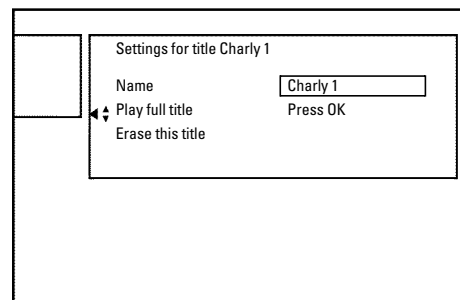 Settings for title Charly 1
Name Charly 1
Play full title Press OK
Erase this title